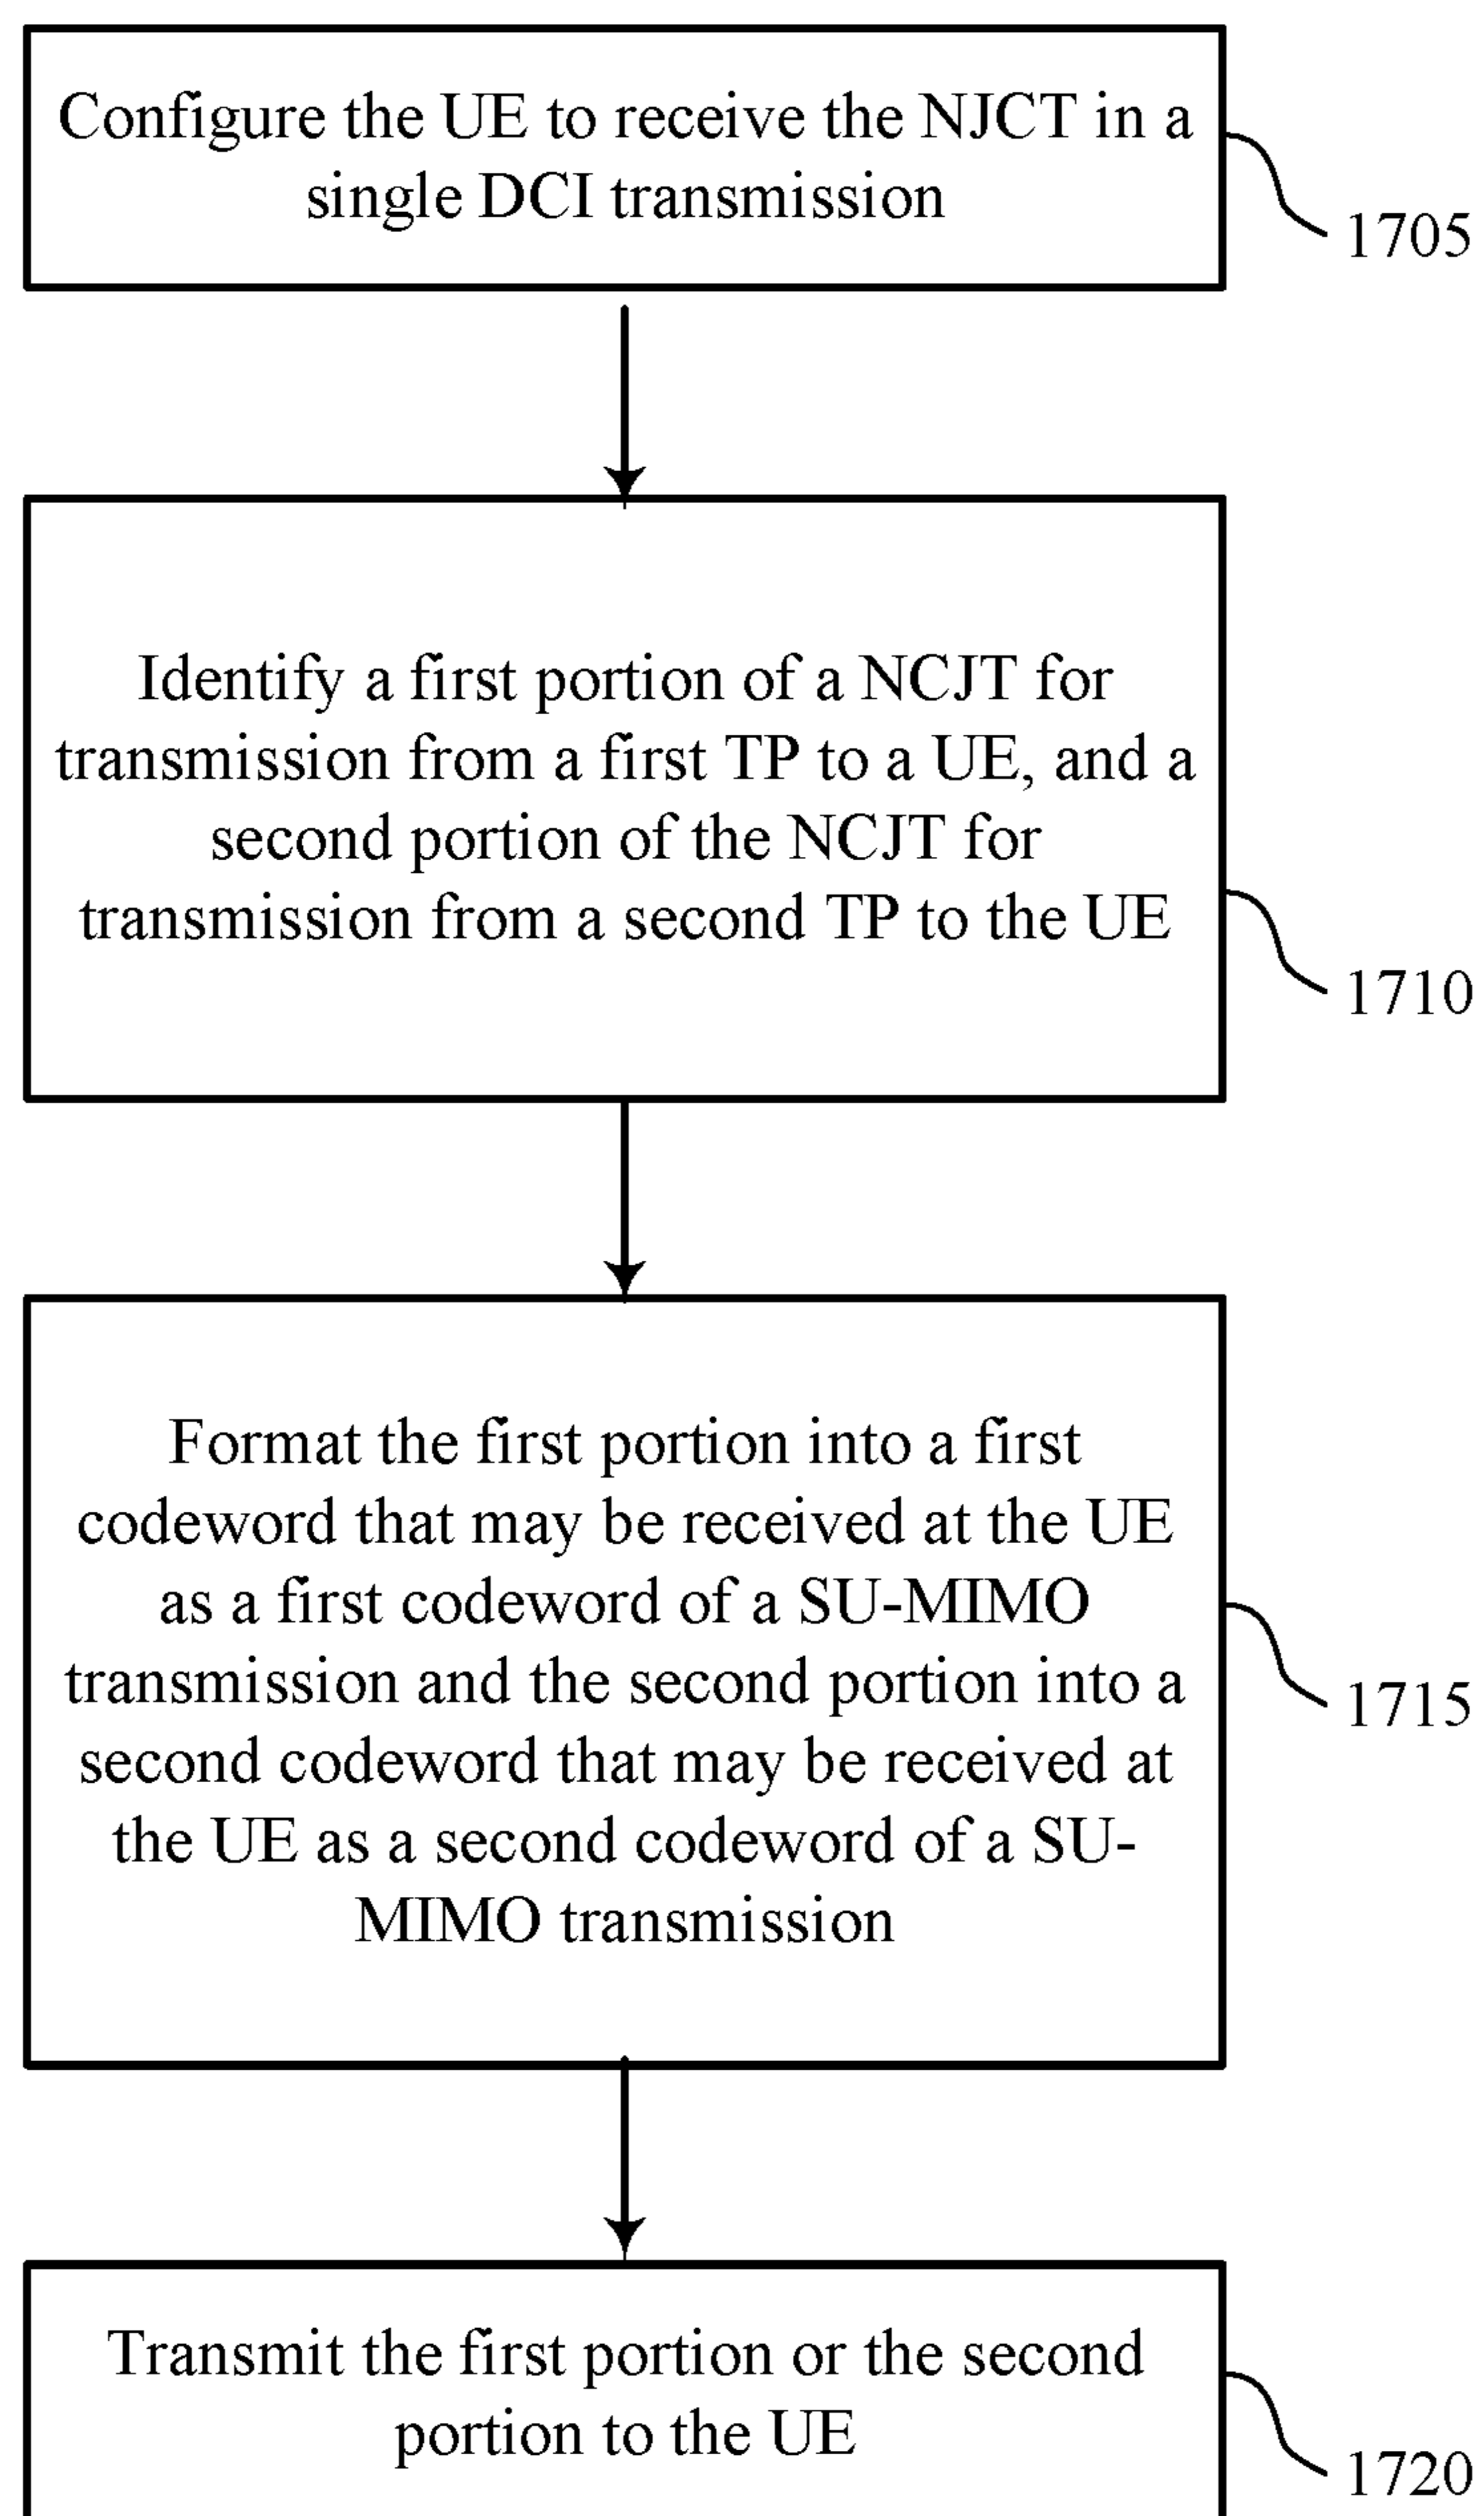 Configure the UE to receive the NJCT in a
single DCI transmission
1705
Identify a first portion of a NCJT for
transmission from a first TP to a UE, and a
second portion of the NCJT for
transmission from a second TP to the UE
1710
Format the first portion into a first
codeword that may be received at the UE
as a first codeword of a SU-MIMO
transmission and the second portion into a
second codeword that may be received at
the UE as a second codeword of a SU-
MIMO transmission
1715
Transmit the first portion or the second
portion to the UE
1720